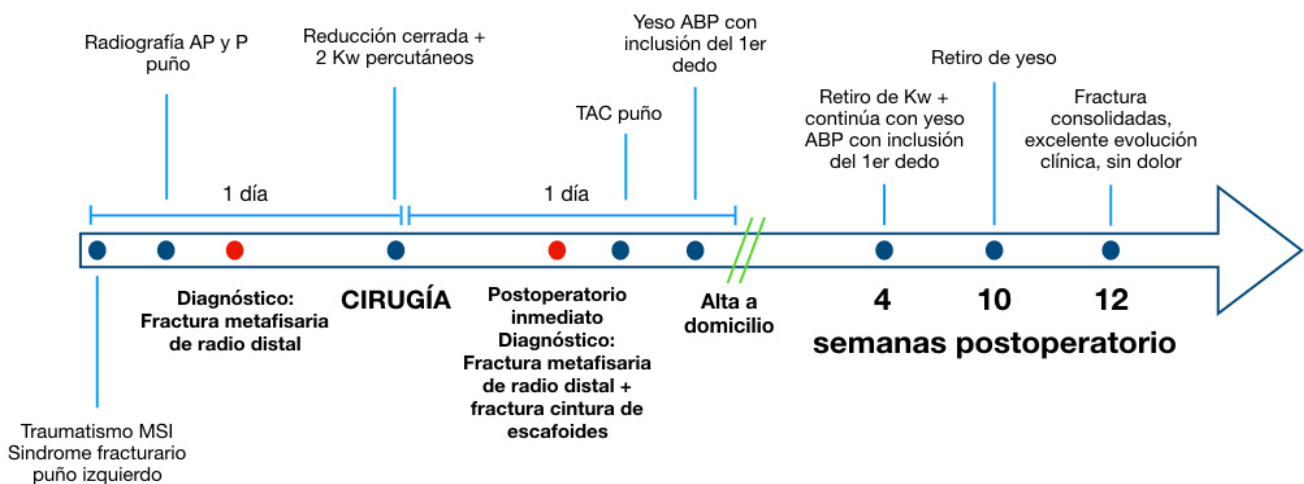 Radiografía AP y P
puño
Reducción cerrada +
2 Kw percutáneos
Yeso ABP con
inclusión del 1er
dedo
TAC puño
Retiro de yeso
Retiro de Kw +
continúa con yeso
ABP con inclusión
del 1er dedo
Fractura
consolidadas,
excelente evolución
clínica, sin dolor
1 día
1 día
Diagnóstico:
Fractura metafisaria
de radio distal
CIRUGÍA
Postoperatorio
inmediato
Diagnóstico:
Fractura metafisaria
de radio distal +
fractura cintura de
escafoides
Alta a
domicilio
4
10
12
semanas postoperatorio
Traumatismo MSI
Sindrome fracturario
puño izquierdo